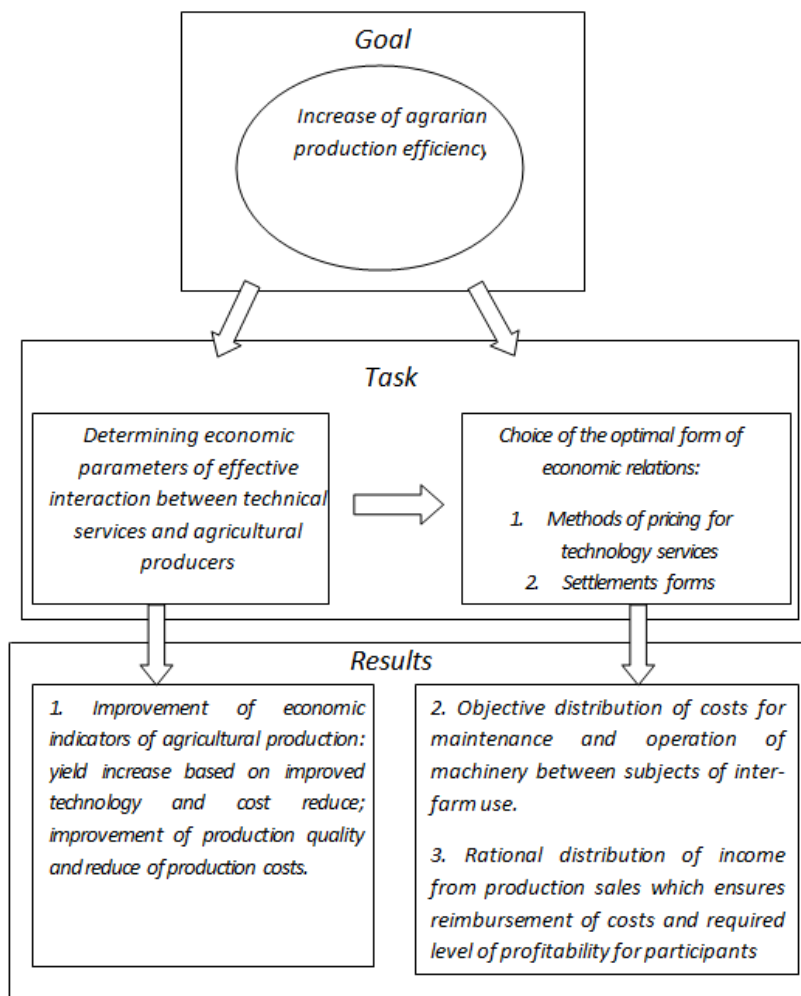 Goal
Increase of agrarian
production efficiency
Task
Determining economic
parameters of effective
interaction between technical
services and agricultural
producers
Choice of the optimal form of
economic relations:
1. Methods of pricing for
technology services
2. Settlements forms
Results
1. Improvement of economic
indicators of agricultural production:
yield increase based on improved
technology and cost reduce;
improvement of production quality
and reduce of production costs.
2. Objective distribution of costs for
maintenance and operation of
machinery between subjects of inter-
farm use.
3. Rational distribution of income
from production sales which ensures
reimbursement of costs and required
level of profitability for participants